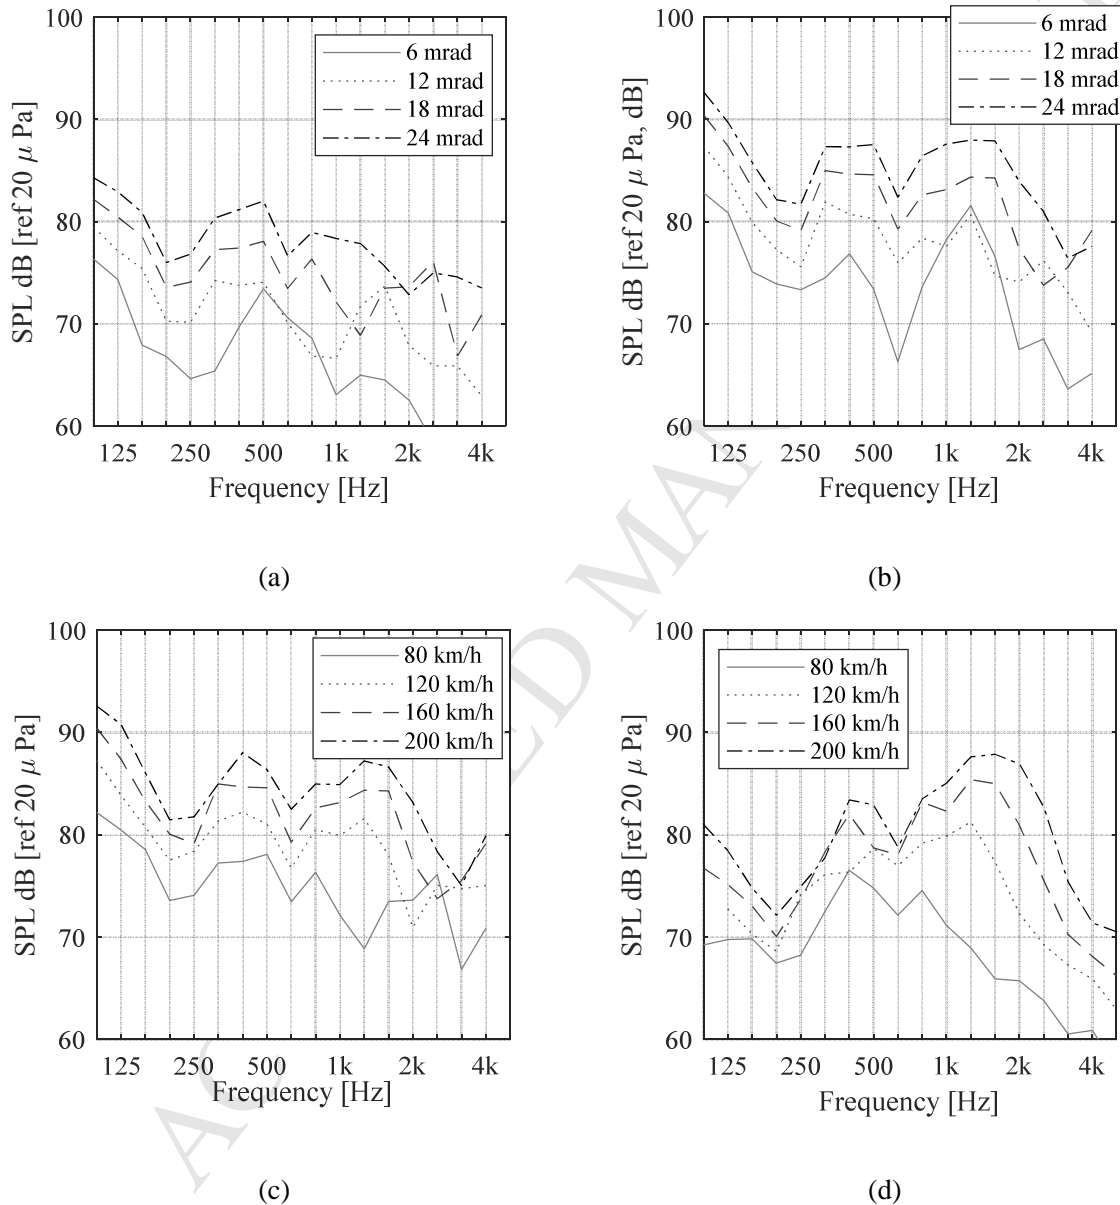 100
90
80
70
60
SPL dB [ref 20 μ Pa]
6 mrad
12 mrad
18 mrad
24 mrad
125 250 500 1k 2k 4k
Frequency [Hz]
(a)
100
90
80
70
60
SPL dB [ref 20 μ Pa, dB]
6 mrad
12 mrad
18 mrad
24 mrad
125 250 500 1k 2k 4k
Frequency [Hz]
(b)
100
90
80
70
60
SPL dB [ref 20 μ Pa]
80 km/h
120 km/h
160 km/h
200 km/h
125 250 500 1k 2k 4k
Frequency [Hz]
(c)
100
90
80
70
60
SPL dB [ref 20 μ Pa]
80 km/h
120 km/h
160 km/h
200 km/h
125 250 500 1k 2k 4k
Frequency [Hz]
(d)